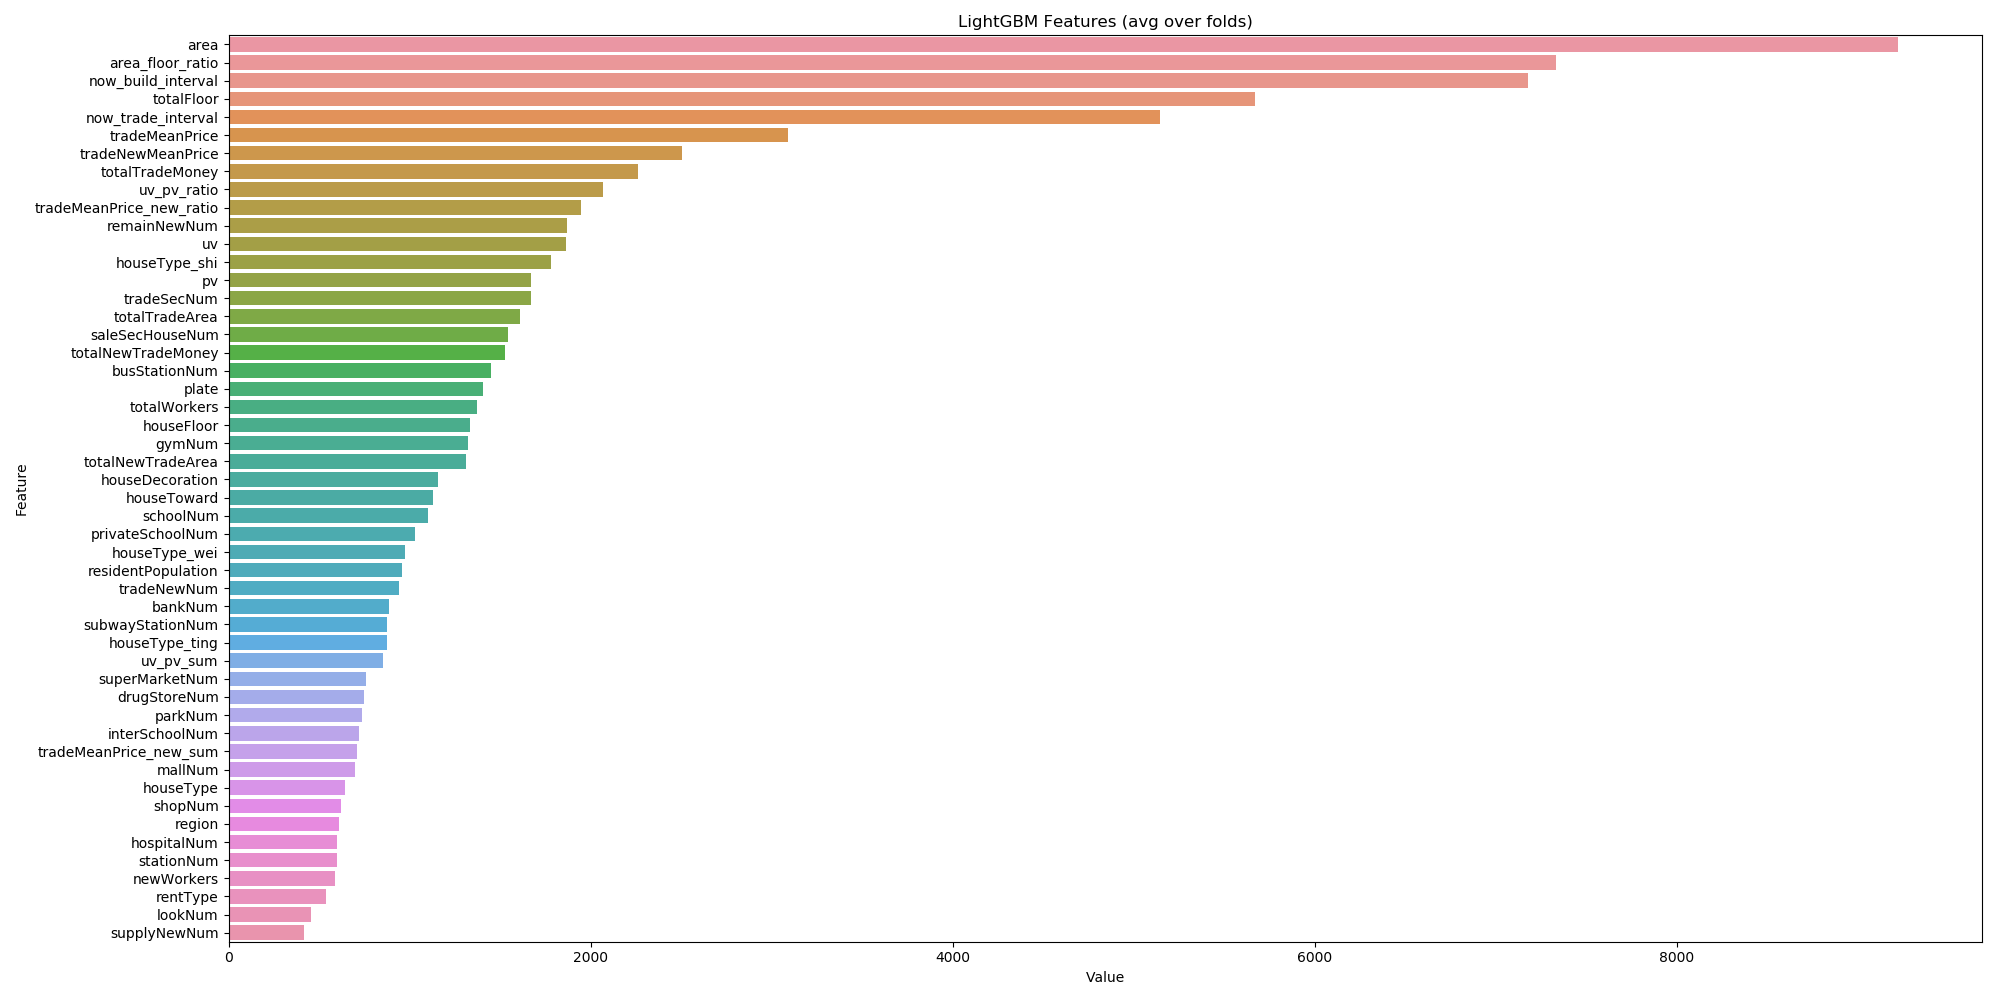 LightGBM Features (avg over folds)
area
area_floor_ratio
now_build_interval
totalFloor
now_trade_interval
tradeMeanPrice
tradeNewMeanPrice
totalTradeMoney
uv_pv_ratio
tradeMeanPrice_new_ratio
remainNewNum
uv
houseType_shi
pv
tradeSecNum
totalTradeArea
saleSecHouseNum
totalNewTradeMoney
busStationNum
plate
totalWorkers
houseFloor
gymNum
totalNewTradeArea
houseDecoration
houseToward
schoolNum
privateSchoolNum
houseType_wei
residentPopulation
tradeNewNum
bankNum
subwayStationNum
houseType_ting
uv_pv_sum
superMarketNum
drugStoreNum
parkNum
interSchoolNum
tradeMeanPrice_new_sum
mallNum
houseType
shopNum
region
hospitalNum
stationNum
newWorkers
rentType
lookNum
supplyNewNum
Feature
0 2000 4000 6000 8000
Value